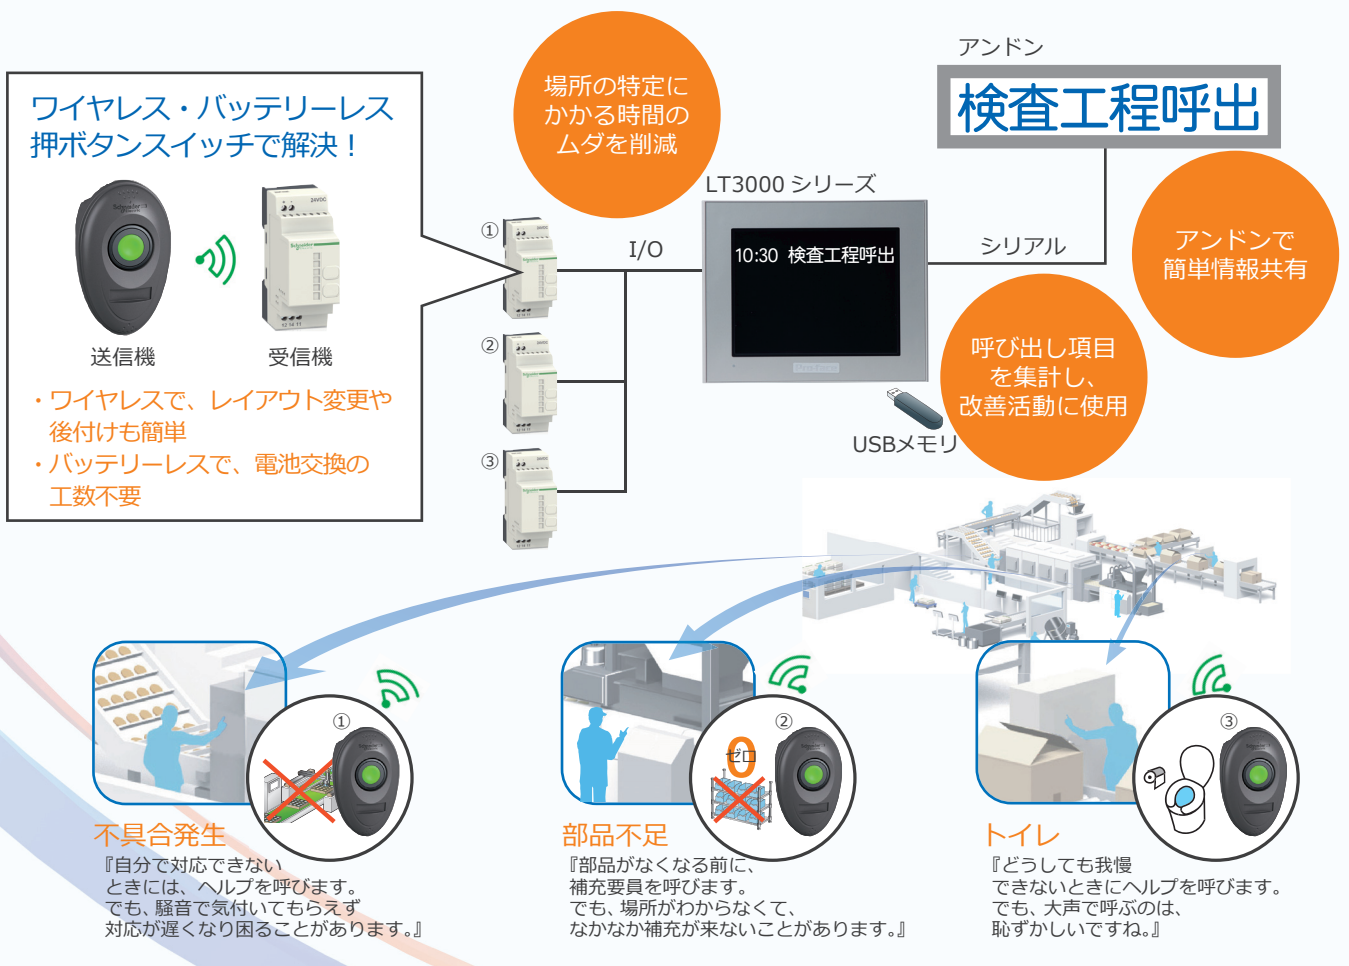 ワイヤレス・バッテリーレス
押ボタンスイッチで解決！
Schneider
24VDC
Schneider
12 14 11
送信機
受信機
・ワイヤレスで、レイアウト変更や
後付けも簡単
・バッテリーレスで、電池交換の
工数不要
場所の特定に
かかる時間の
ムダを削減
①
②
③
I/O
LT3000 シリーズ
10:30 検査工程呼出
Pro-face
シリアル
アンドン
検査工程呼出
アンドンで
簡単情報共有
呼び出し項目
を集計し、
改善活動に使用
USBメモリ
①
不具合発生
『自分で対応できない
ときには、ヘルプを呼びます。
でも、騒音で気付いてもらえず
対応が遅くなり困ることがあります。』
②
0
ゼロ
部品不足
『部品がなくなる前に、
補充要員を呼びます。
でも、場所がわからなくて、
なかなか補充が来ないことがあります。』
③
トイレ
『どうしても我慢
できないときにヘルプを呼びます。
でも、大声で呼ぶのは、
恥ずかしいですね。』